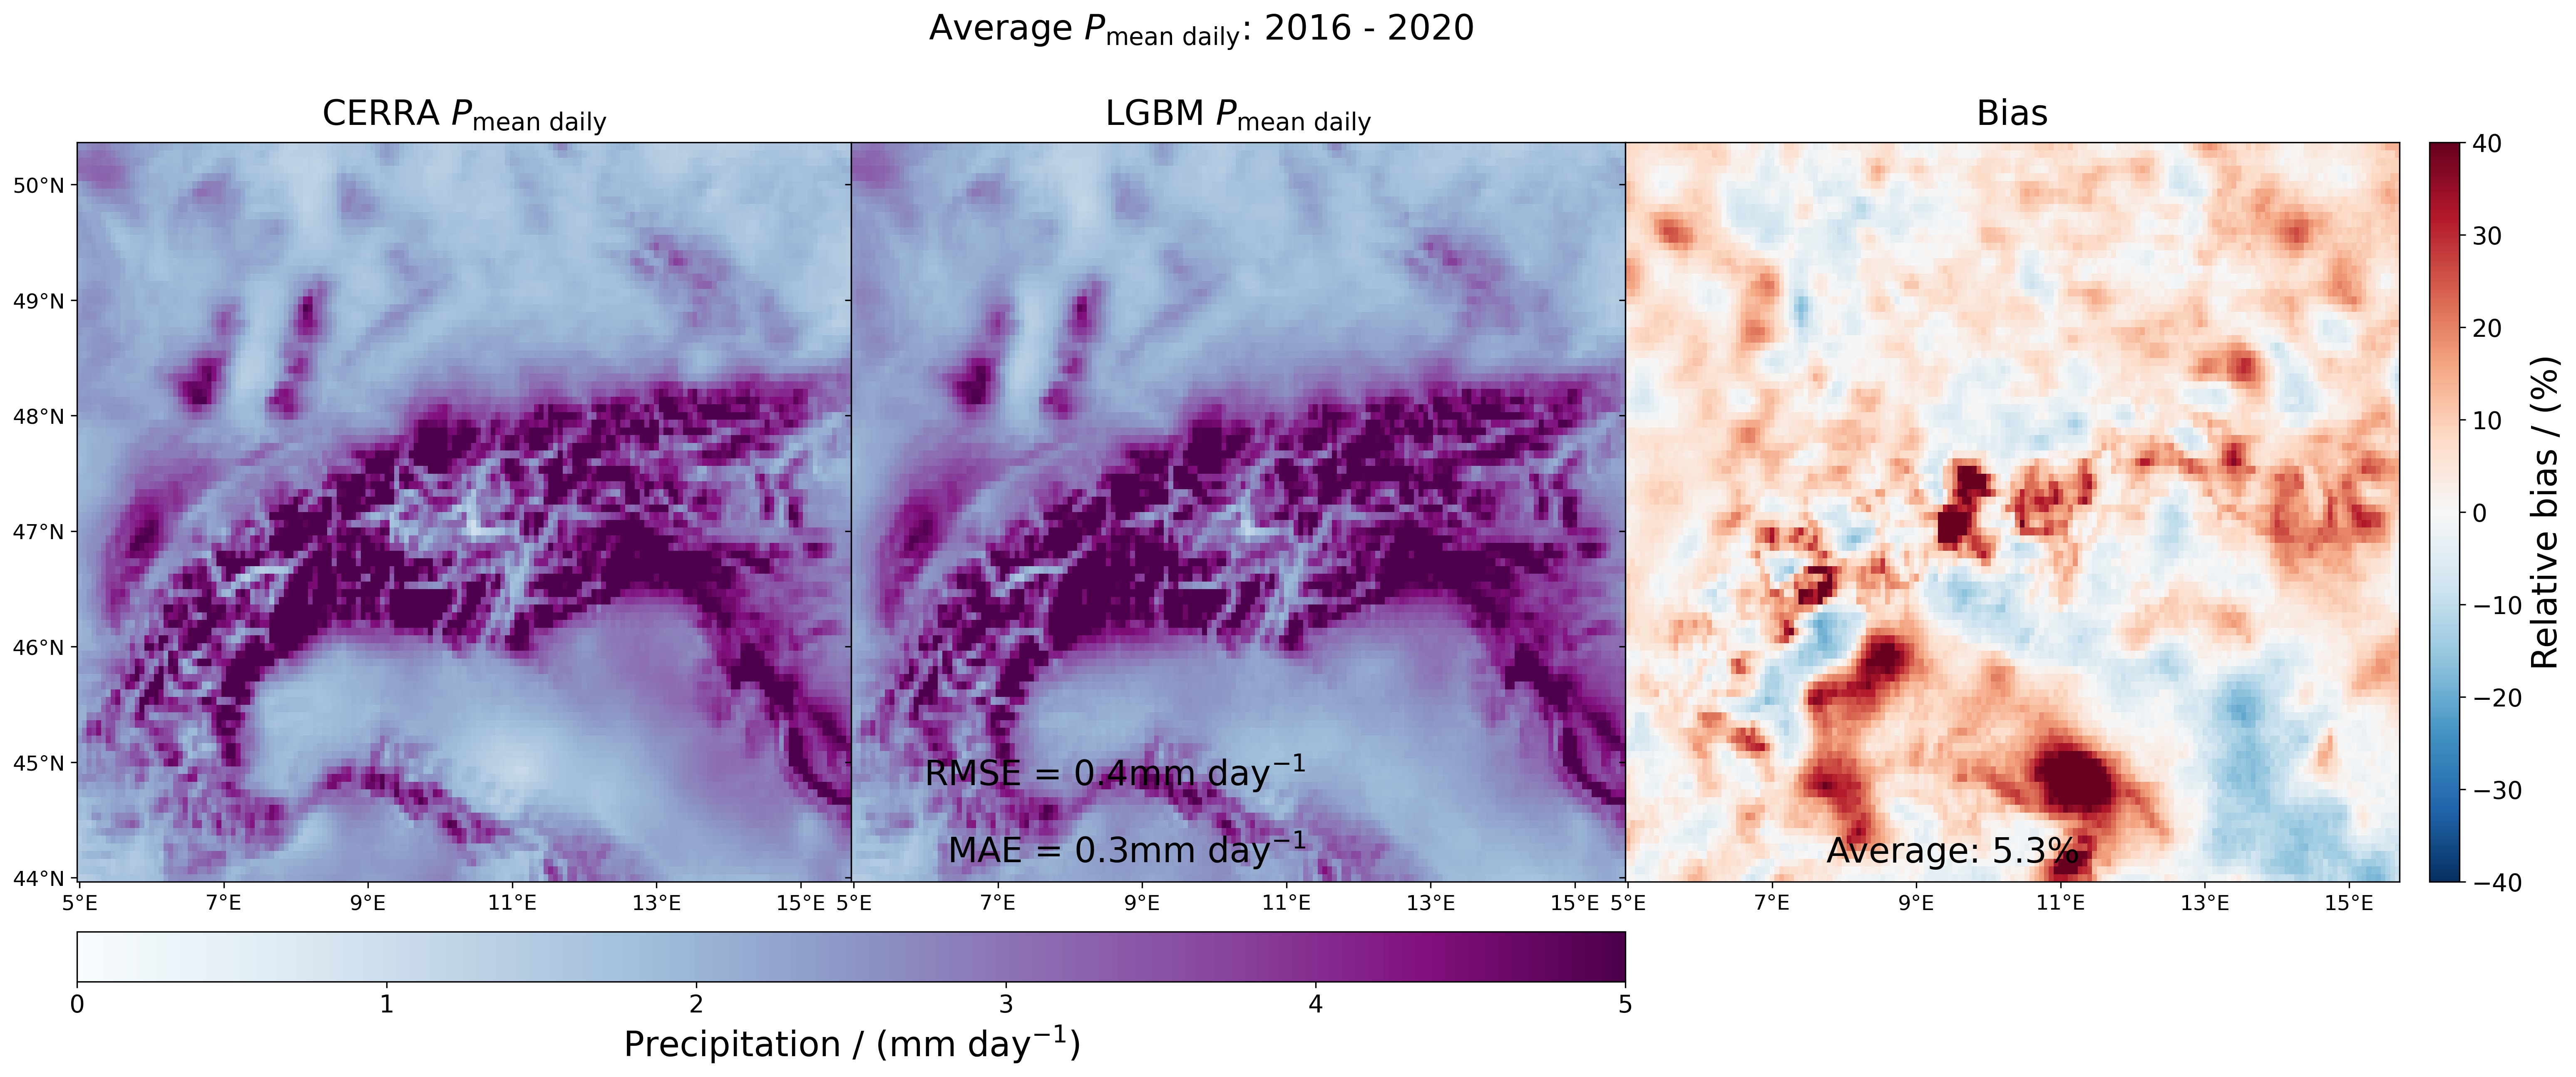 Average P_mean daily: 2016 - 2020
CERRA P_mean daily
LGBM P_mean daily
Bias
50°N
49°N
48°N
47°N
46°N
45°N
44°N
RMSE = 0.4mm day⁻¹
MAE = 0.3mm day⁻¹
Average: 5.3%
5°E 7°E 9°E 11°E 13°E 15°E 5°E 7°E 9°E 11°E 13°E 15°E 5°E 7°E 9°E 11°E 13°E 15°E
40
30
20
10
0
−10
−20
−30
−40
Relative bias / (%)
0 1 2 3 4 5
Precipitation / (mm day⁻¹)